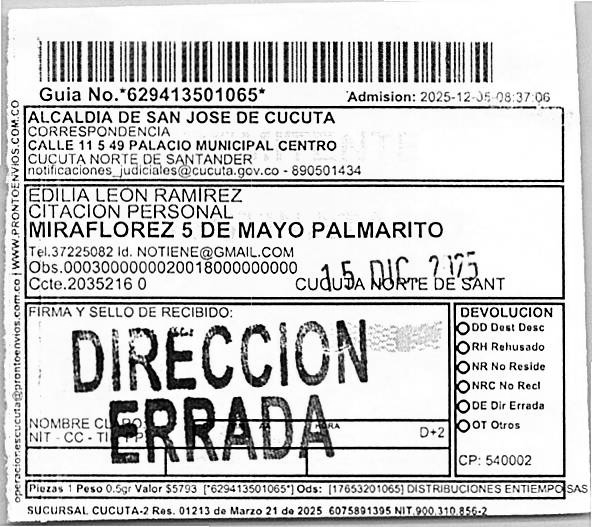 Guia No.*629413501065*
Admision: 2025-12-05-08:37:06
ALCALDIA DE SAN JOSE DE CUCUTA
CORRESPONDENCIA
CALLE 11 5 49 PALACIO MUNICIPAL CENTRO
CUCUTA NORTE DE SANTANDER
notificaciones_judiciales@cucuta.gov.co - 890501434
EDILIA LEON RAMIREZ
CITACION PERSONAL
MIRAFLOREZ 5 DE MAYO PALMARITO
Tel.37225082 Id. NOTIENE@GMAIL.COM
Obs.0003000000020018000000000
15 DIC 2025
Ccte.2035216 0 CUCUTA NORTE DE SANT
FIRMA Y SELLO DE RECIBIDO:
DIRECCION
ERRADA
NOMBRE CLARO
NIT - CC - TI
HORA
D+2
DEVOLUCION
DD Dest Desc
RH Rehusado
NR No Reside
NRC No Recl
DE Dir Errada
OT Otros
CP: 540002
Piezas 1 Peso 0.5gr Valor $5793 [*629413501065*] Ods: [17653201065] DISTRIBUCIONES ENTIEMPO SAS
SUCURSAL CUCUTA-2 Res. 01213 de Marzo 21 de 2025 6075891395 NIT.900.310.856-2
operacionescucuta@prontoenvios.com.co | WWW.PRONTOENVIOS.COM.CO